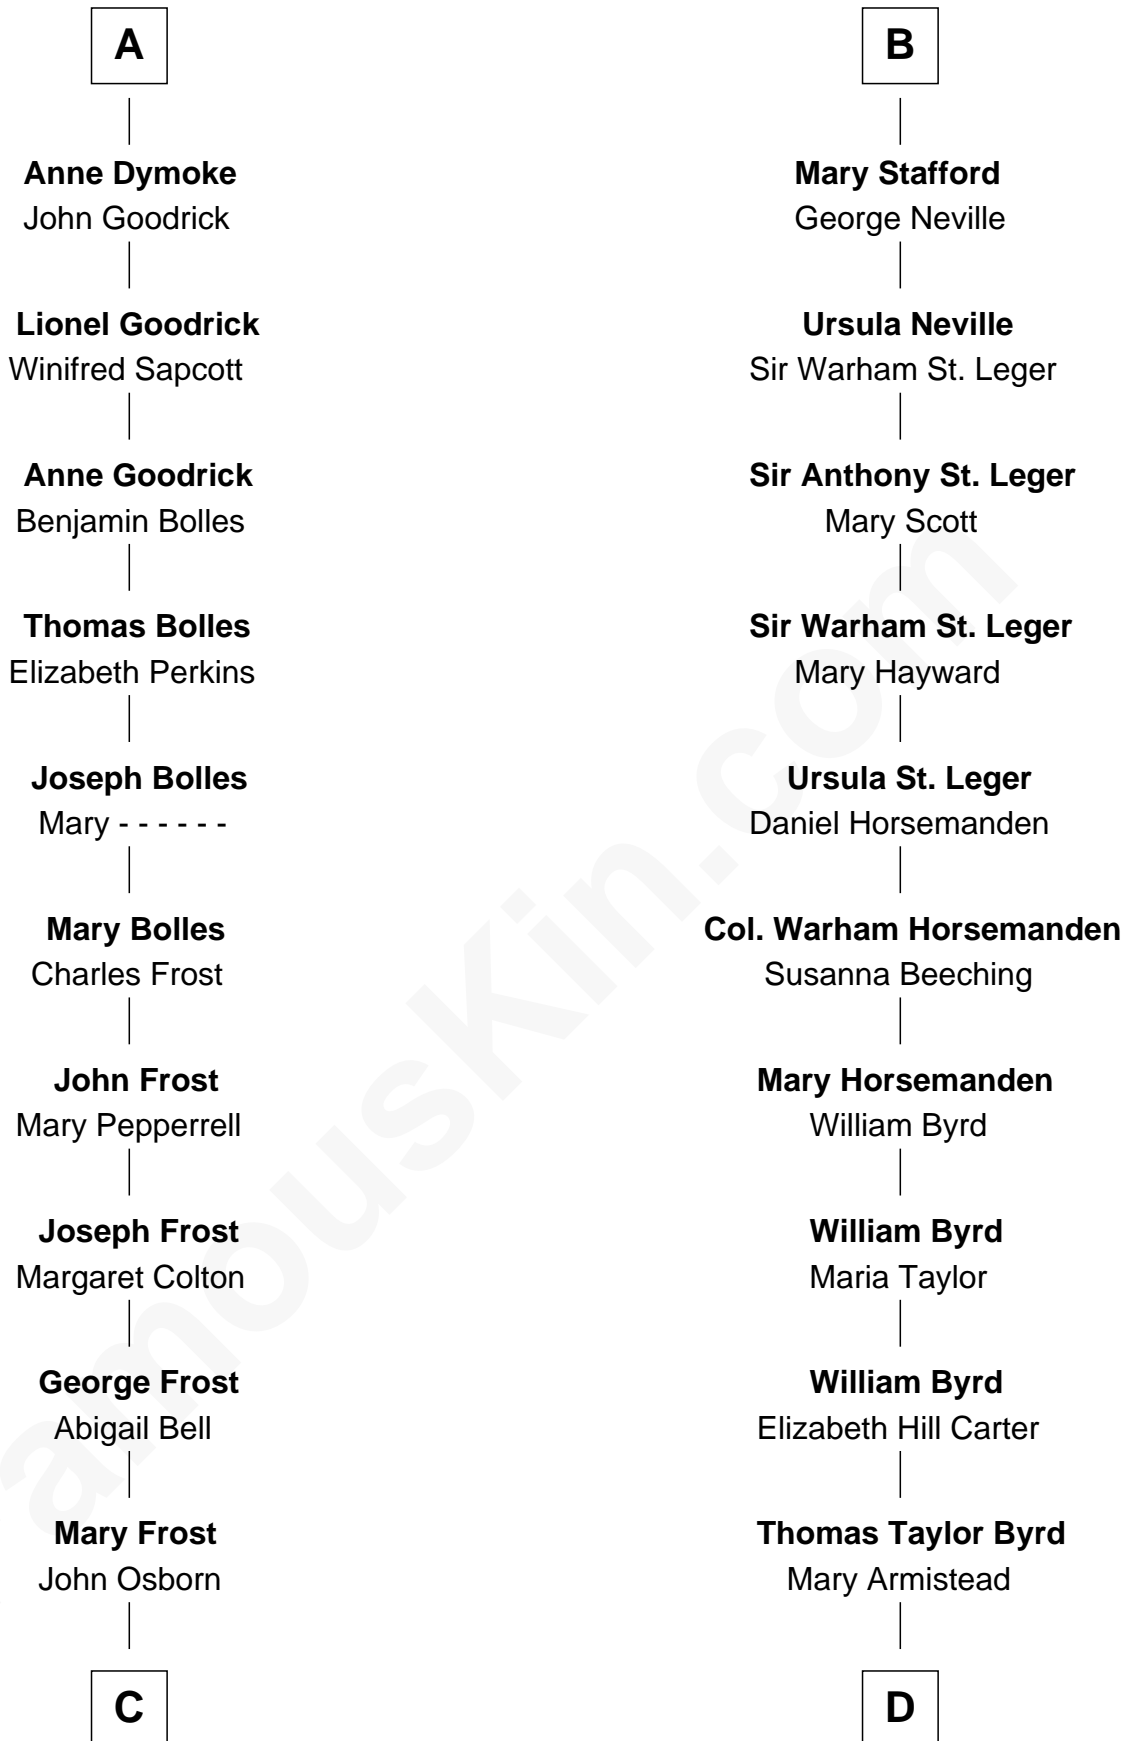 A
Anne Dymoke
John Goodrick
Lionel Goodrick
Winifred Sapcott
Anne Goodrick
Benjamin Bolles
Thomas Bolles
Elizabeth Perkins
Joseph Bolles
Mary - - - - - -
Mary Bolles
Charles Frost
John Frost
Mary Pepperrell
Joseph Frost
Margaret Colton
George Frost
Abigail Bell
Mary Frost
John Osborn
C
B
Mary Stafford
George Neville
Ursula Neville
Sir Warham St. Leger
Sir Anthony St. Leger
Mary Scott
Sir Warham St. Leger
Mary Hayward
Ursula St. Leger
Daniel Horsemanden
Col. Warham Horsemanden
Susanna Beeching
Mary Horsemanden
William Byrd
William Byrd
Maria Taylor
William Byrd
Elizabeth Hill Carter
Thomas Taylor Byrd
Mary Armistead
D
amouskin.com